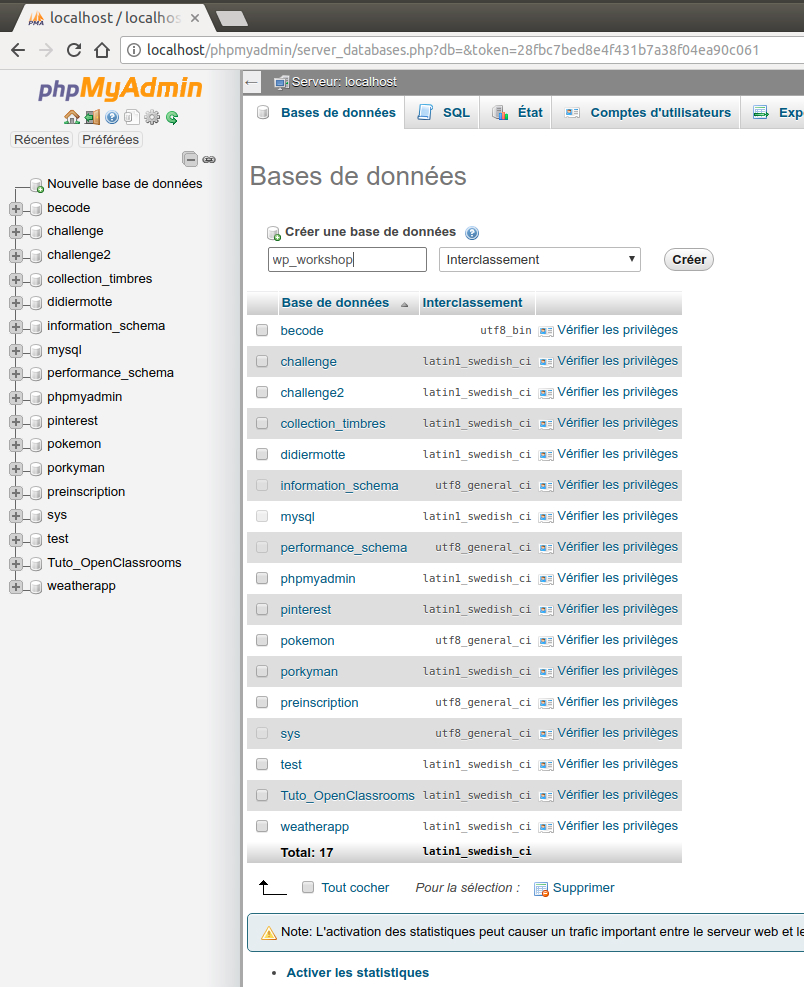 localhost / localhos
localhost/phpmyadmin/server_databases.php?db=&token=28fbc7bed8e4f431b7a38f04ea90c061
phpMyAdmin
Récentes Préférées
Nouvelle base de données
becode
challenge
challenge2
collection_timbres
didiermotte
information_schema
mysql
performance_schema
phpmyadmin
pinterest
pokemon
porkyman
preinscription
sys
test
Tuto_OpenClassrooms
weatherapp
Serveur: localhost
Bases de données SQL État Comptes d'utilisateurs Expo
Bases de données
Créer une base de données
wp_workshop Interclassement Créer
Base de données Interclassement
becode utf8_bin Vérifier les privilèges
challenge latin1_swedish_ci Vérifier les privilèges
challenge2 latin1_swedish_ci Vérifier les privilèges
collection_timbres latin1_swedish_ci Vérifier les privilèges
didiermotte latin1_swedish_ci Vérifier les privilèges
information_schema utf8_general_ci Vérifier les privilèges
mysql latin1_swedish_ci Vérifier les privilèges
performance_schema utf8_general_ci Vérifier les privilèges
phpmyadmin latin1_swedish_ci Vérifier les privilèges
pinterest latin1_swedish_ci Vérifier les privilèges
pokemon utf8_general_ci Vérifier les privilèges
porkyman latin1_swedish_ci Vérifier les privilèges
preinscription utf8_general_ci Vérifier les privilèges
sys utf8_general_ci Vérifier les privilèges
test latin1_swedish_ci Vérifier les privilèges
Tuto_OpenClassrooms latin1_swedish_ci Vérifier les privilèges
weatherapp latin1_swedish_ci Vérifier les privilèges
Total: 17 latin1_swedish_ci
Tout cocher Pour la sélection : Supprimer
Note: L'activation des statistiques peut causer un trafic important entre le serveur web et le
• Activer les statistiques